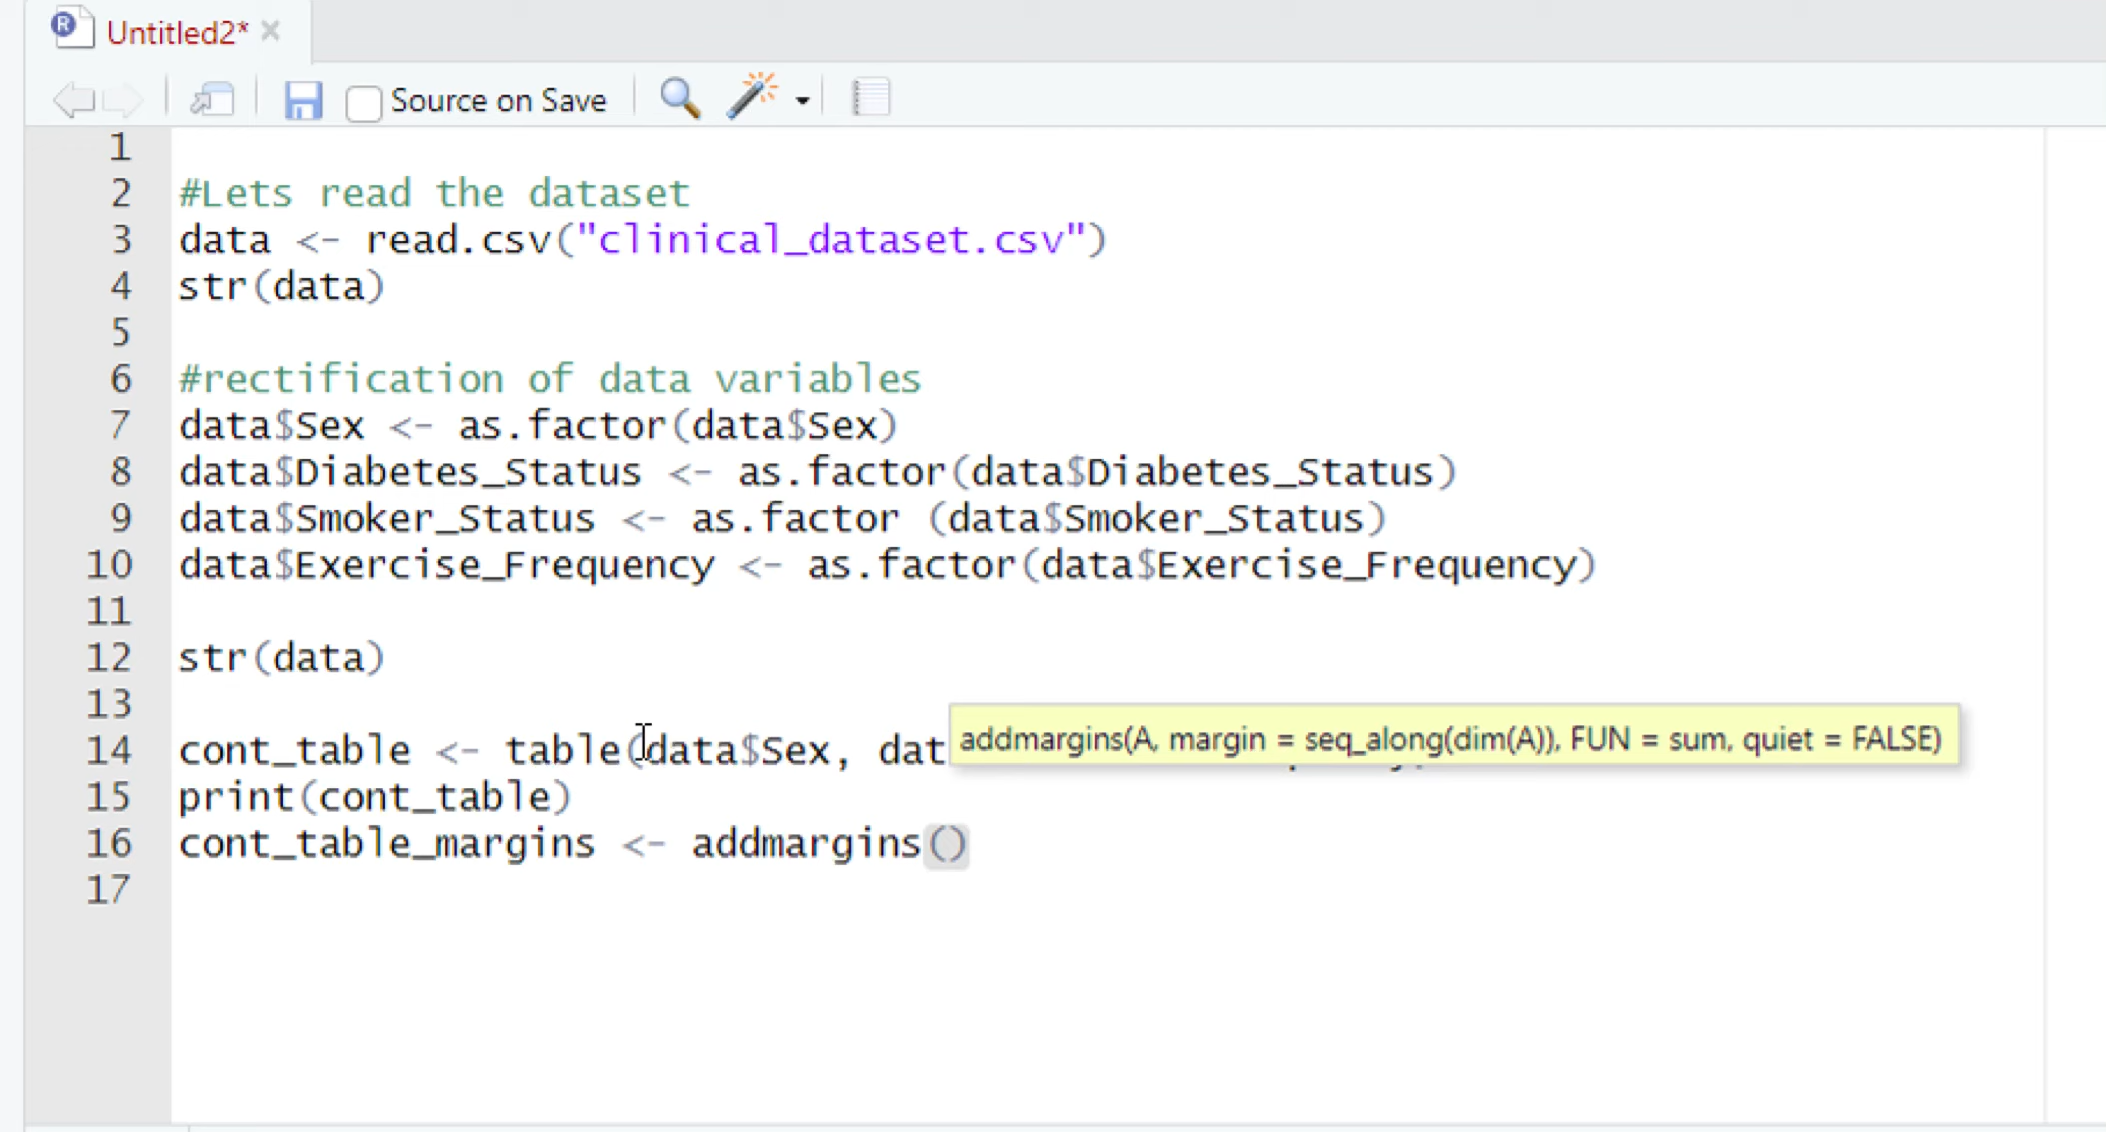 Untitled2*
Source on Save
1
2 #Lets read the dataset
3 data <- read.csv("clinical_dataset.csv")
4 str(data)
5
6 #rectification of data variables
7 data$Sex <- as.factor(data$Sex)
8 data$Diabetes_Status <- as.factor(data$Diabetes_Status)
9 data$Smoker_Status <- as.factor (data$Smoker_Status)
10 data$Exercise_Frequency <- as.factor(data$Exercise_Frequency)
11
12 str(data)
13
addmargins(A, margin = seq_along(dim(A)), FUN = sum, quiet = FALSE)
14 cont_table <- table(data$Sex, dat
15 print(cont_table)
16 cont_table_margins <- addmargins()
17